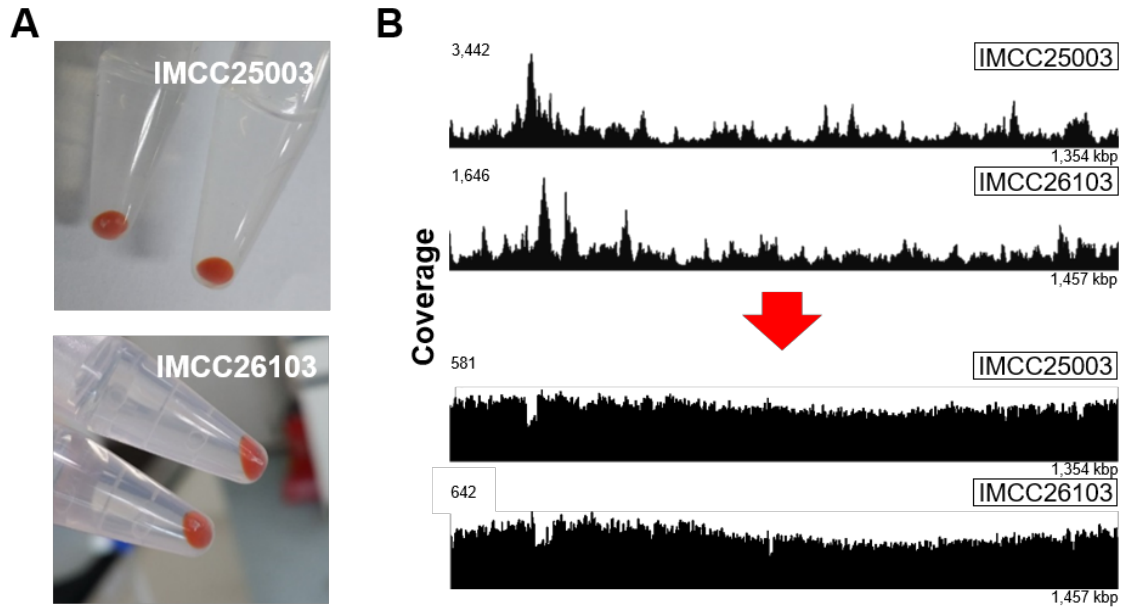 A
IMCC25003
IMCC26103
B
Coverage
3,442
IMCC25003
1,354 kbp
1,646
IMCC26103
1,457 kbp
581
IMCC25003
1,354 kbp
642
IMCC26103
1,457 kbp